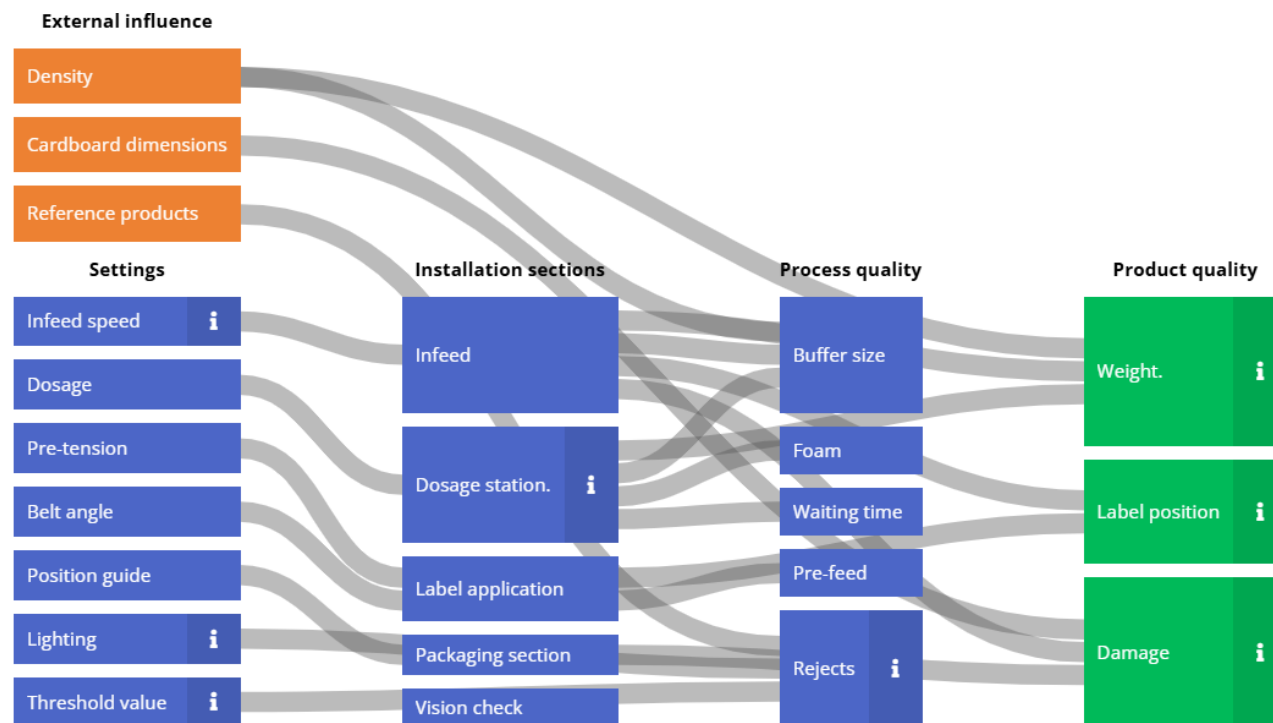 External influence
Density
Cardboard dimensions
Reference products
Settings
Installation sections
Process quality
Product quality
Infeed speed i
Dosage
Pre-tension
Belt angle
Position guide
Lighting i
Threshold value i
Infeed
Dosage station. i
Label application
Packaging section
Vision check
Buffer size
Foam
Waiting time
Pre-feed
Rejects i
Weight. i
Label position i
Damage i